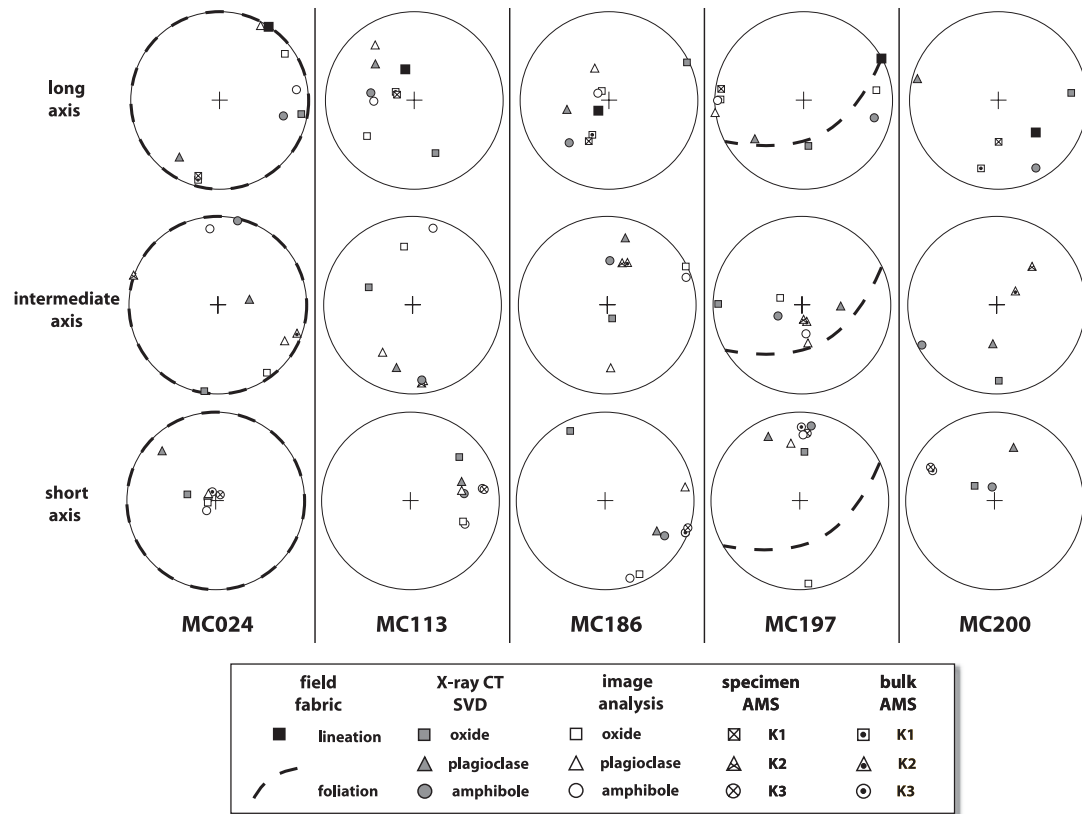 long
axis
intermediate
axis
short
axis
MC024 MC113 MC186 MC197 MC200
field X-ray CT image specimen bulk
fabric SVD analysis AMS AMS
lineation oxide oxide K1 K1
plagioclase plagioclase K2 K2
foliation amphibole amphibole K3 K3